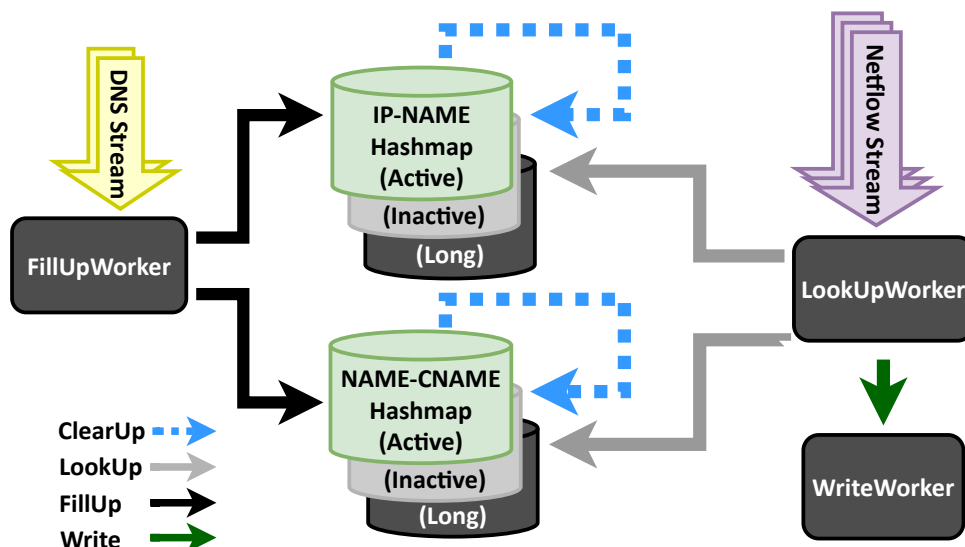 DNS Stream
Netflow Stream
IP-NAME
Hashmap
(Active)
(Inactive)
(Long)
FillUpWorker
LookUpWorker
NAME-CNAME
Hashmap
(Active)
(Inactive)
(Long)
WriteWorker
ClearUp
LookUp
FillUp
Write